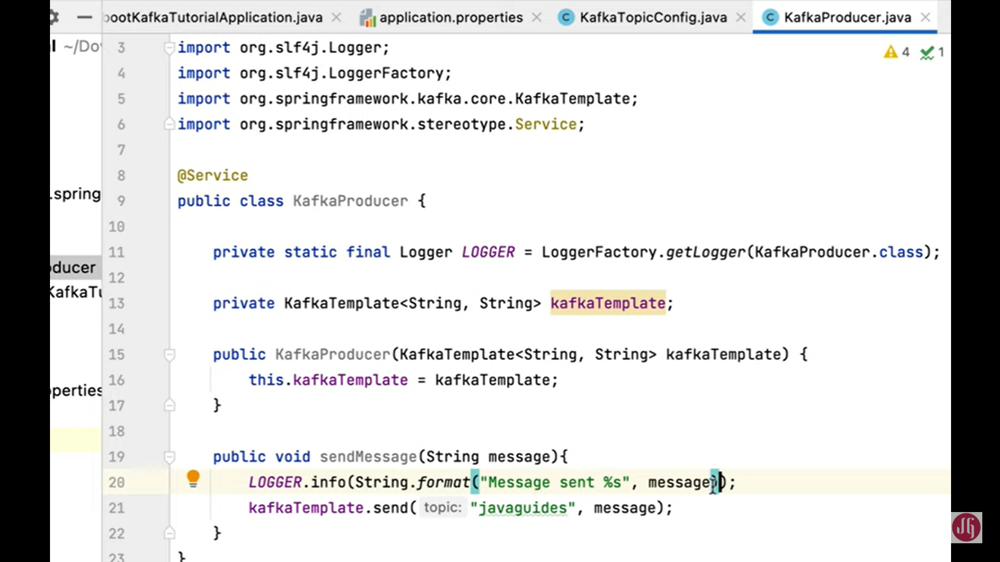 ootKafkaTutorialApplication.java application.properties KafkaTopicConfig.java KafkaProducer.java
~/Do
4 1
.spring
ducer
KafkaTu
perties
3 import org.slf4j.Logger;
4 import org.slf4j.LoggerFactory;
5 import org.springframework.kafka.core.KafkaTemplate;
6 import org.springframework.stereotype.Service;
7
8 @Service
9 public class KafkaProducer {
10
11 private static final Logger LOGGER = LoggerFactory.getLogger(KafkaProducer.class);
12
13 private KafkaTemplate<String, String> kafkaTemplate;
14
15 public KafkaProducer(KafkaTemplate<String, String> kafkaTemplate) {
16 this.kafkaTemplate = kafkaTemplate;
17 }
18
19 public void sendMessage(String message){
20 LOGGER.info(String.format("Message sent %s", message));
21 kafkaTemplate.send( topic: "javaguides", message);
22 }
23 }
JG